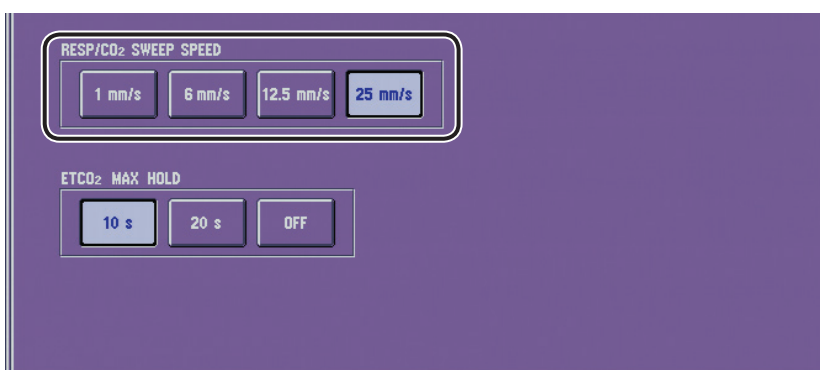 RESP/CO₂ SWEEP SPEED
1 mm/s 6 mm/s 12.5 mm/s 25 mm/s
ETCO₂ MAX HOLD
10 s 20 s OFF